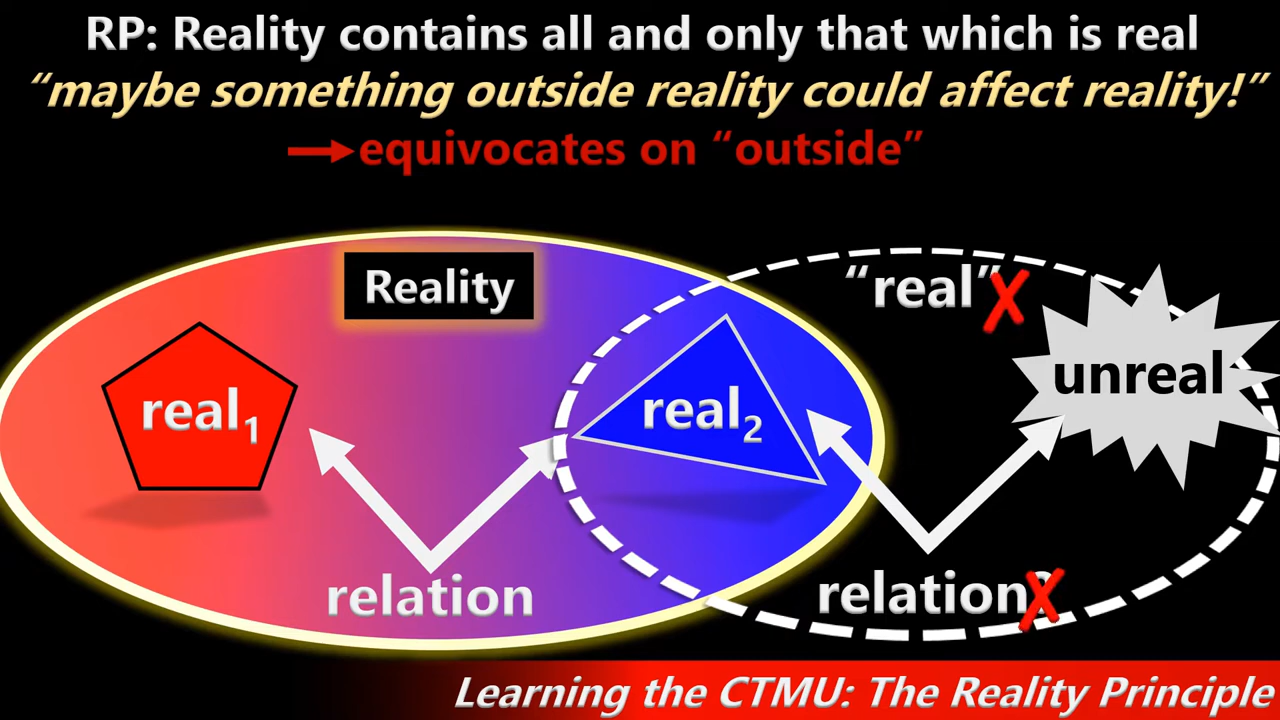 RP: Reality contains all and only that which is real
“maybe something outside reality could affect reality!”
equivocates on “outside”
Reality
“real”
unreal
real1
real2
relation
relation?
Learning the CTMU: The Reality Principle